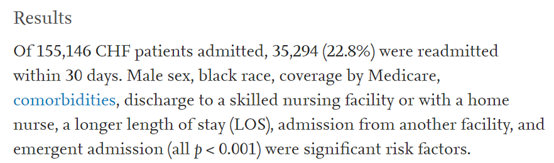 Results
Of 155,146 CHF patients admitted, 35,294 (22.8%) were readmitted
within 30 days. Male sex, black race, coverage by Medicare,
comorbidities, discharge to a skilled nursing facility or with a home
nurse, a longer length of stay (LOS), admission from another facility, and
emergent admission (all p < 0.001) were significant risk factors.